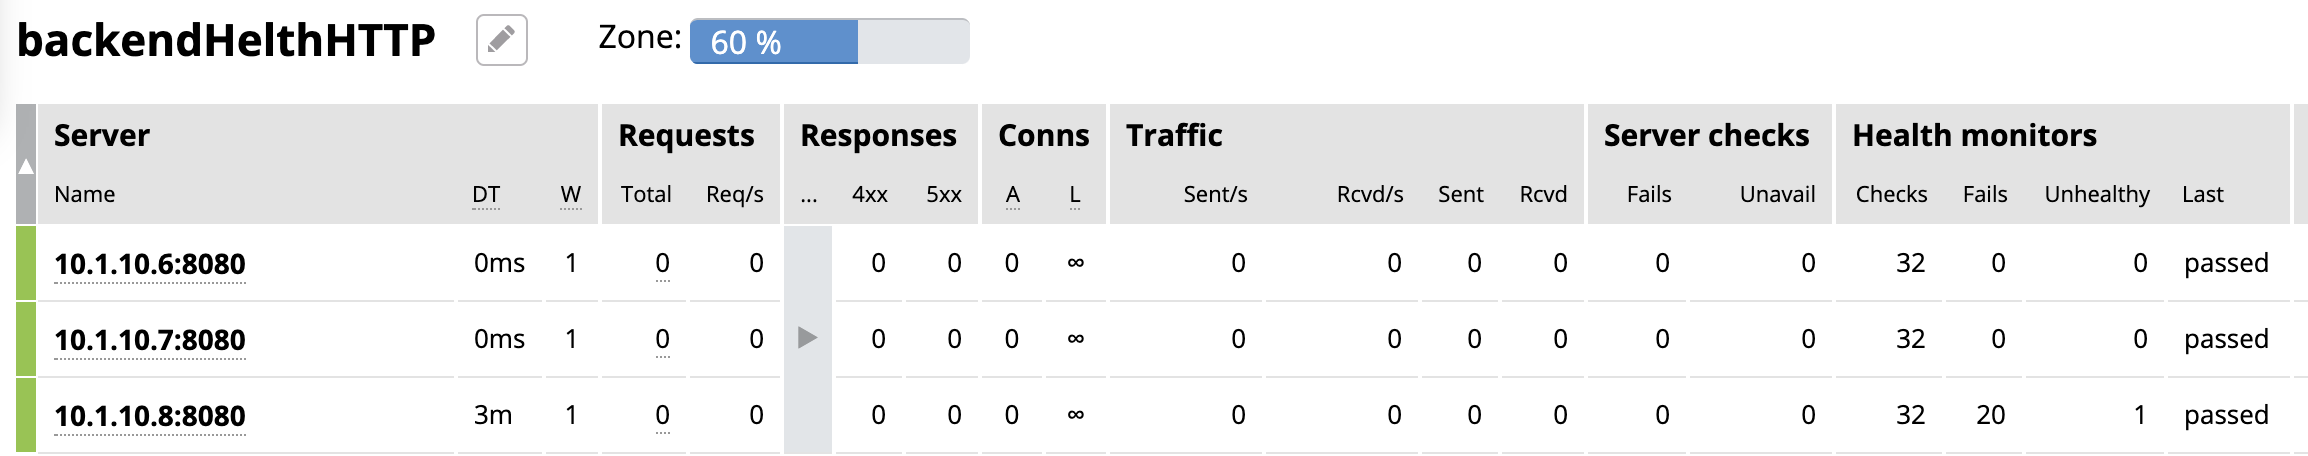 backendHelthHTTP Zone: 60 %
Server Requests Responses Conns Traffic Server checks Health monitors
Name DT W Total Req/s ... 4xx 5xx A L Sent/s Rcvd/s Sent Rcvd Fails Unavail Checks Fails Unhealthy Last
10.1.10.6:8080 0ms 1 0 0 0 0 0 ∞ 0 0 0 0 0 0 32 0 0 passed
10.1.10.7:8080 0ms 1 0 0 0 0 0 ∞ 0 0 0 0 0 0 32 0 0 passed
10.1.10.8:8080 3m 1 0 0 0 0 0 ∞ 0 0 0 0 0 0 32 20 1 passed